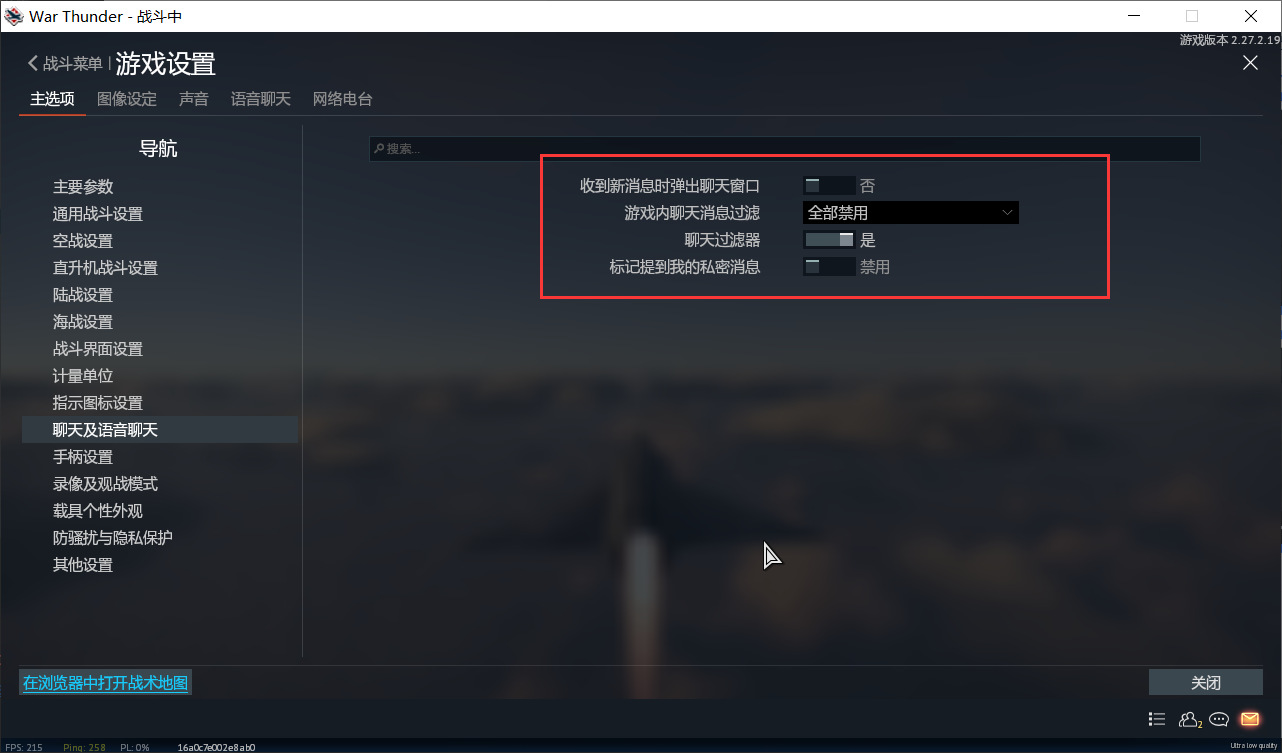 War Thunder - 战斗中
游戏版本 2.27.2.19
战斗菜单 | 游戏设置
主选项 图像设定 声音 语音聊天 网络电台
导航
搜索...
主要参数
通用战斗设置
空战设置
直升机战斗设置
陆战设置
海战设置
战斗界面设置
计量单位
指示图标设置
聊天及语音聊天
手柄设置
录像及观战模式
载具个性外观
防骚扰与隐私保护
其他设置
收到新消息时弹出聊天窗口 否
游戏内聊天消息过滤 全部禁用
聊天过滤器 是
标记提到我的私密消息 禁用
在浏览器中打开战术地图
关闭
2
FPS: 215 Ping: 258 PL: 0% 16a0c7e002e8ab0
Ultra low quality